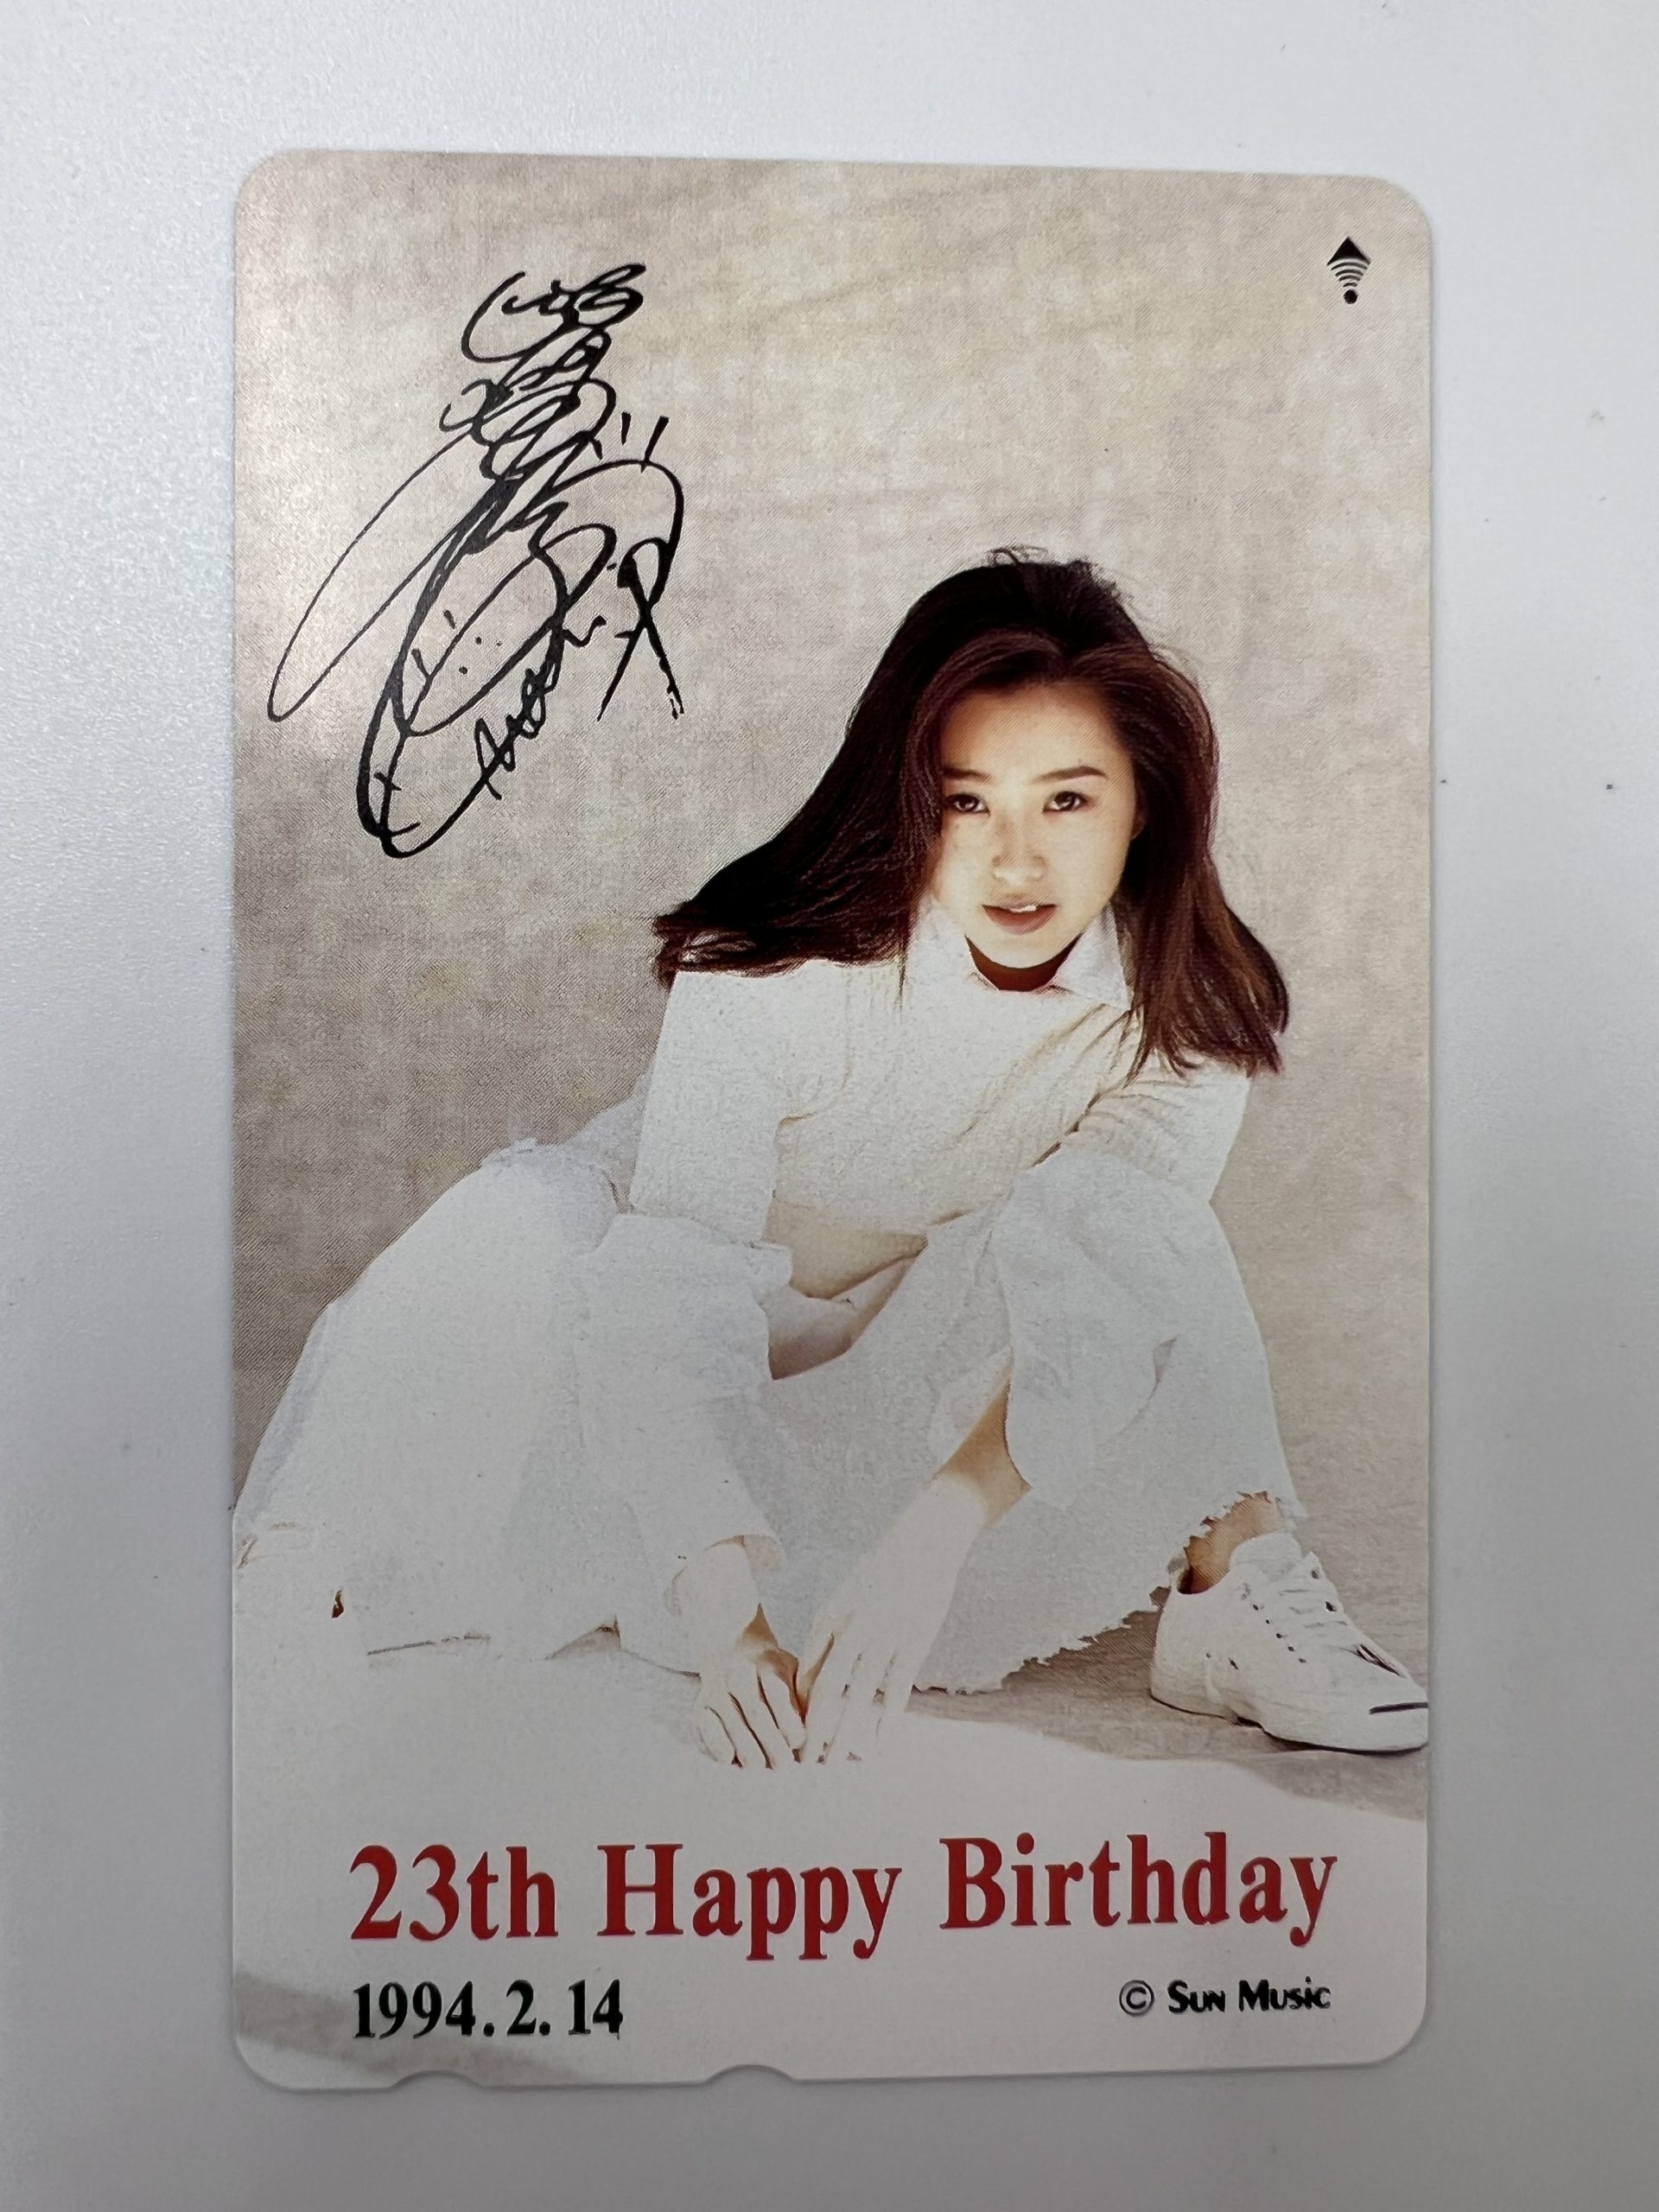 23th Happy Birthday
1994.2.14
© SUN MUSIC